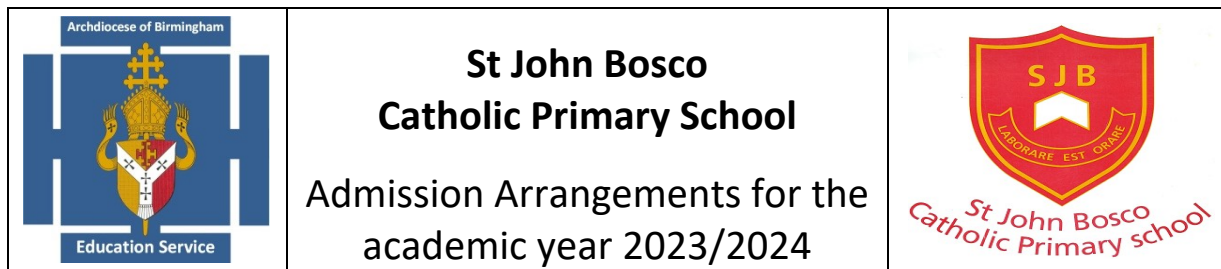 Archdiocese of Birmingham
Education Service
St John Bosco
Catholic Primary School
Admission Arrangements for the
academic year 2023/2024
SJB
LABORARE EST ORARE
St John Bosco
Catholic Primary school